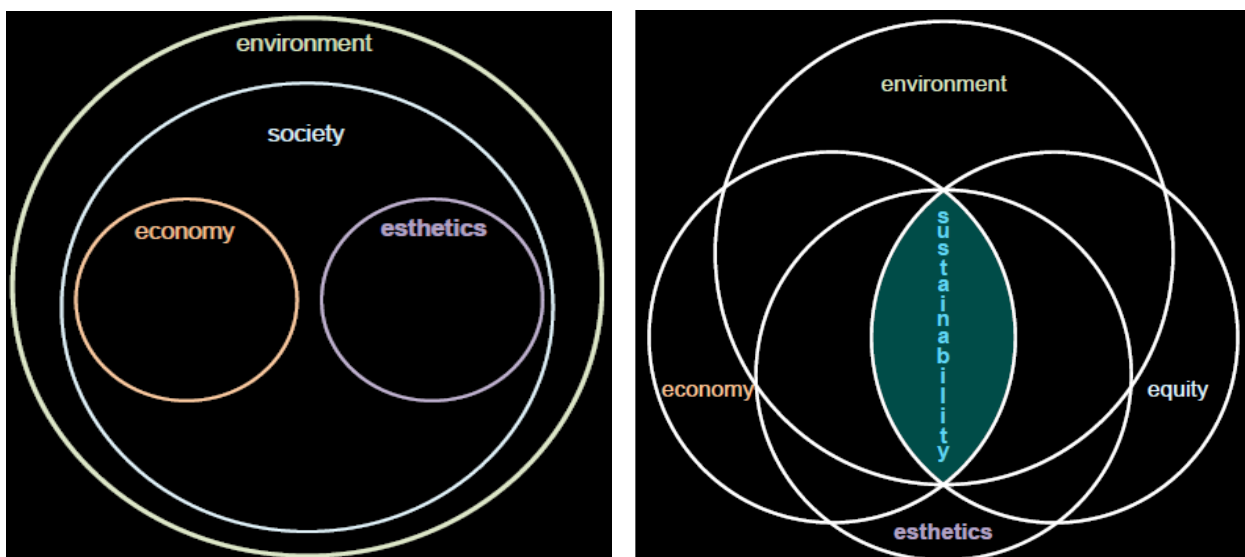 environment
society
economy
esthetics
environment
sustainability
economy
equity
esthetics